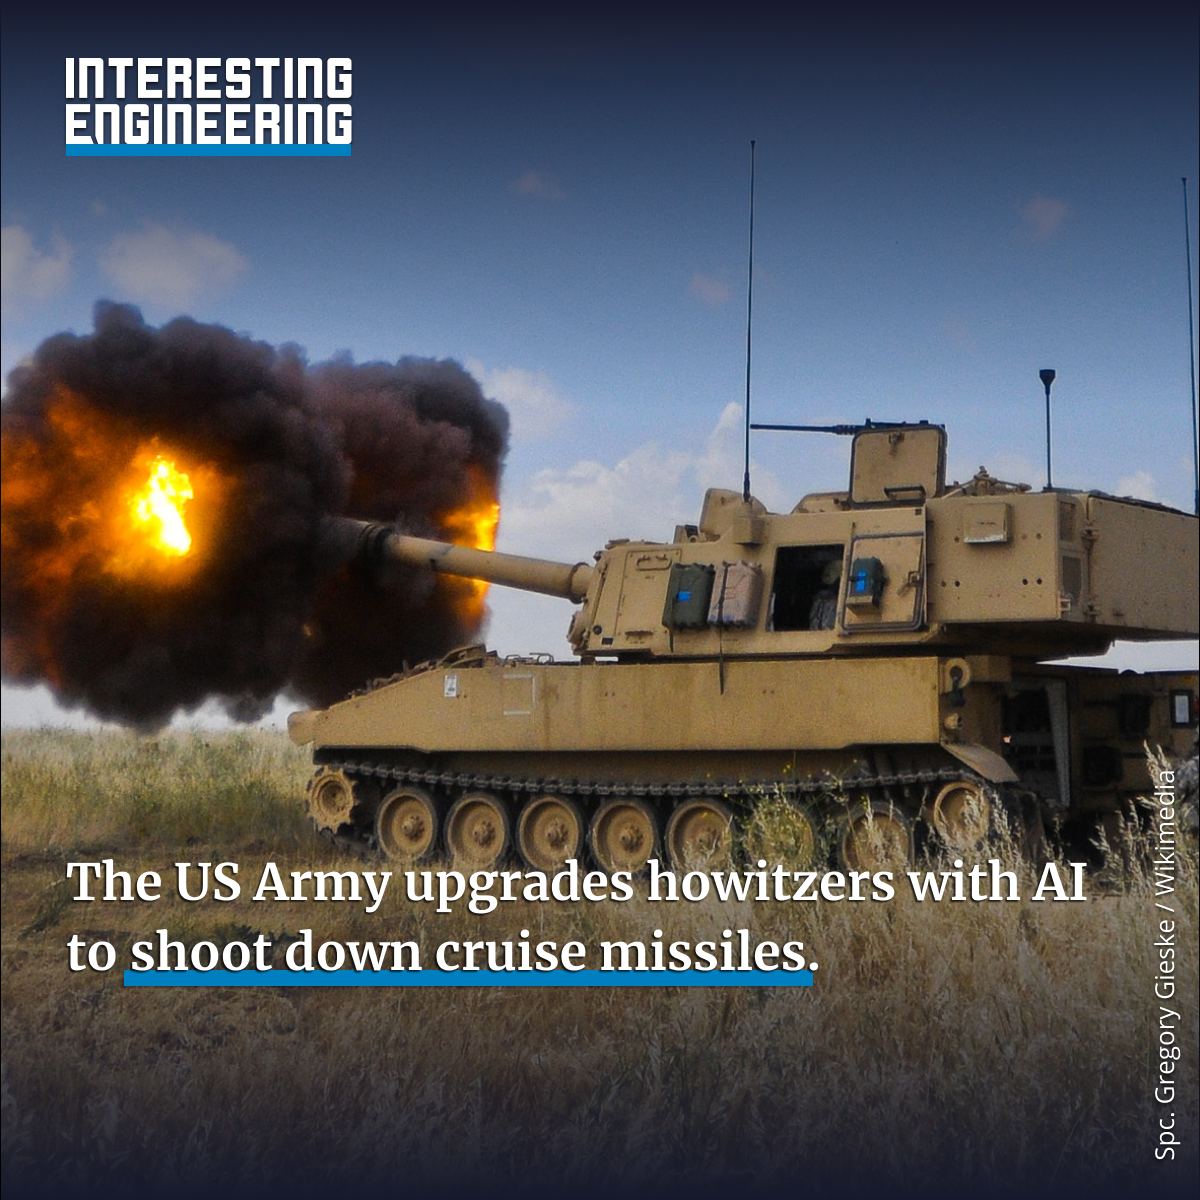 INTERESTING
ENGINEERING
The US Army upgrades howitzers with AI
to shoot down cruise missiles.
Spc. Gregory Gieske / Wikimedia